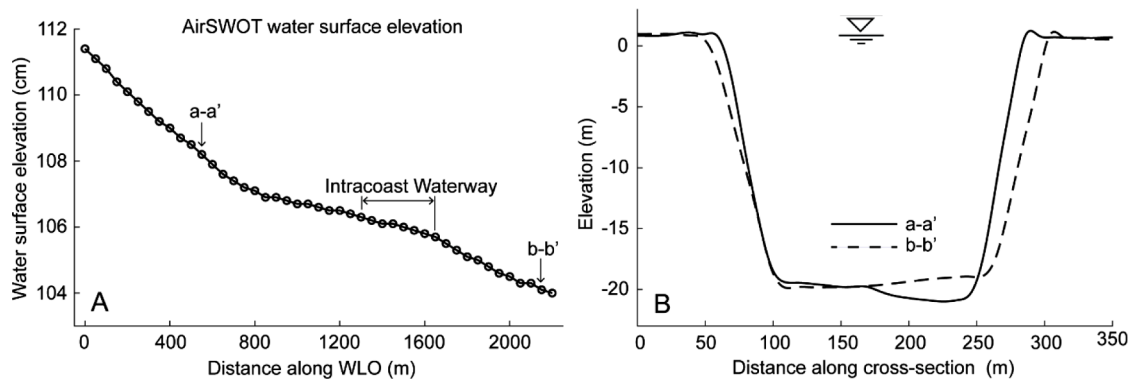 AirSWOT water surface elevation
Water surface elevation (cm)
112
110
108
106
104
a-a’
Intracoast Waterway
b-b’
A
0
400
800
1200
1600
2000
Distance along WLO (m)
Elevation (m)
0
-5
-10
-15
-20
a-a’
b-b’
B
0
50
100
150
200
250
300
350
Distance along cross-section (m)